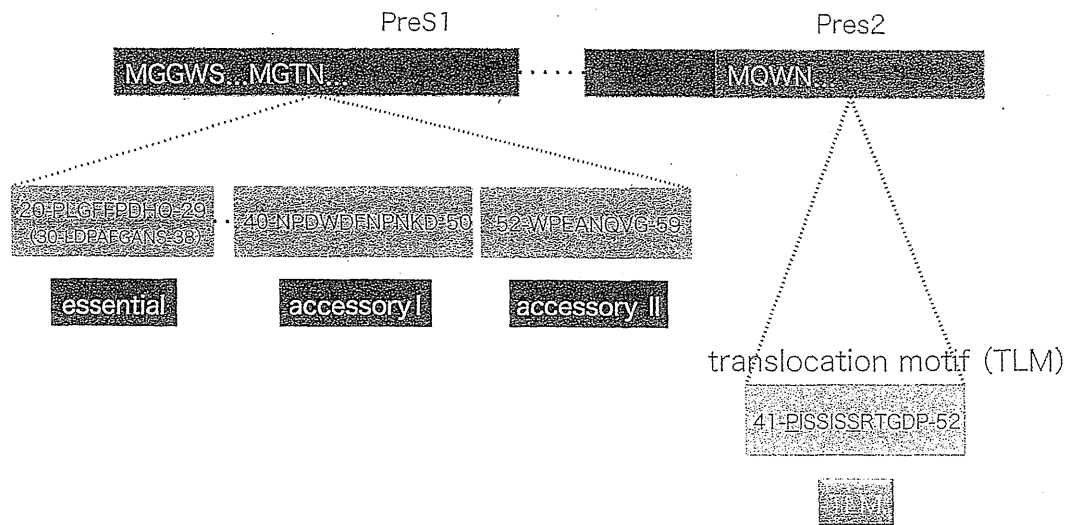 PreS1
Pres2
MGGWS...MGTN...
MQWN...
20-PLGFFPDHQ-29
(30-LDPAFGANS-38)
40-NPDWDFNPNKD-50
52-WPEANQVG-59
essential
accessory I
accessory II
translocation motif (TLM)
41-PISSISSRTGDP-52
TLM